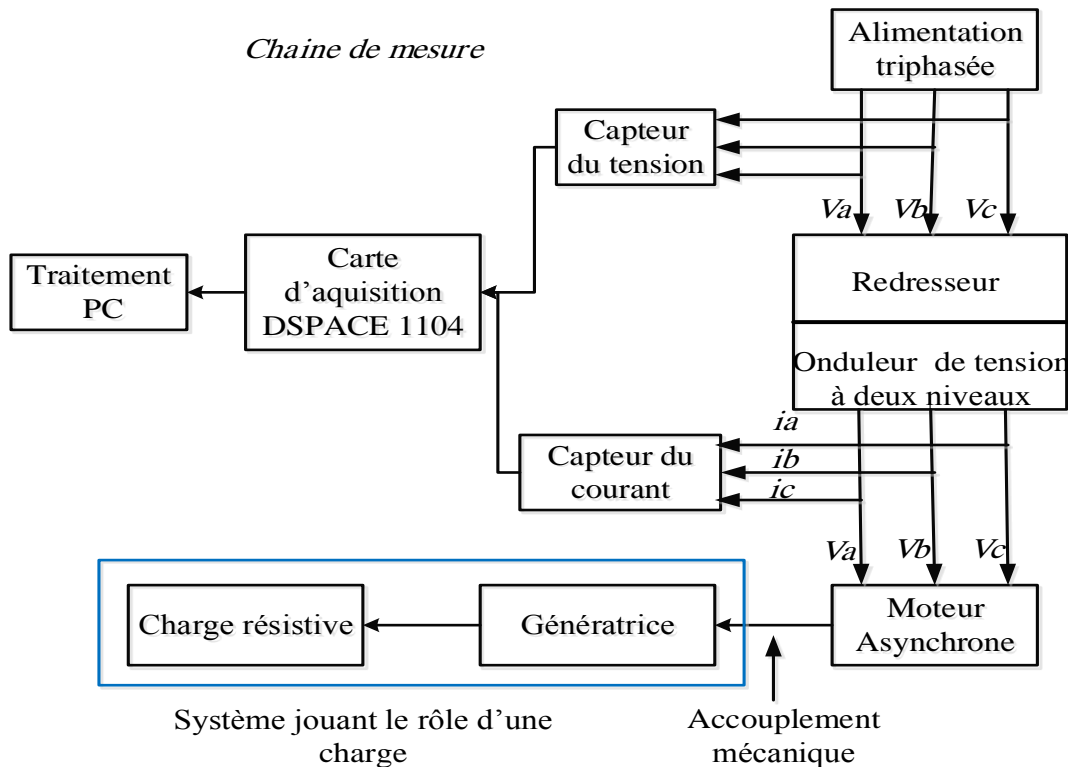 Chaine de mesure
Alimentation
triphasée
Capteur
du tension
Va
Vb
Vc
Traitement
PC
Carte
d'aquisition
DSPACE 1104
Redresseur
Onduleur de tension
à deux niveaux
Capteur du
courant
ia
ib
ic
Va
Vb
Vc
Charge résistive
Génératrice
Moteur
Asynchrone
Système jouant le rôle d'une
charge
Accouplement
mécanique